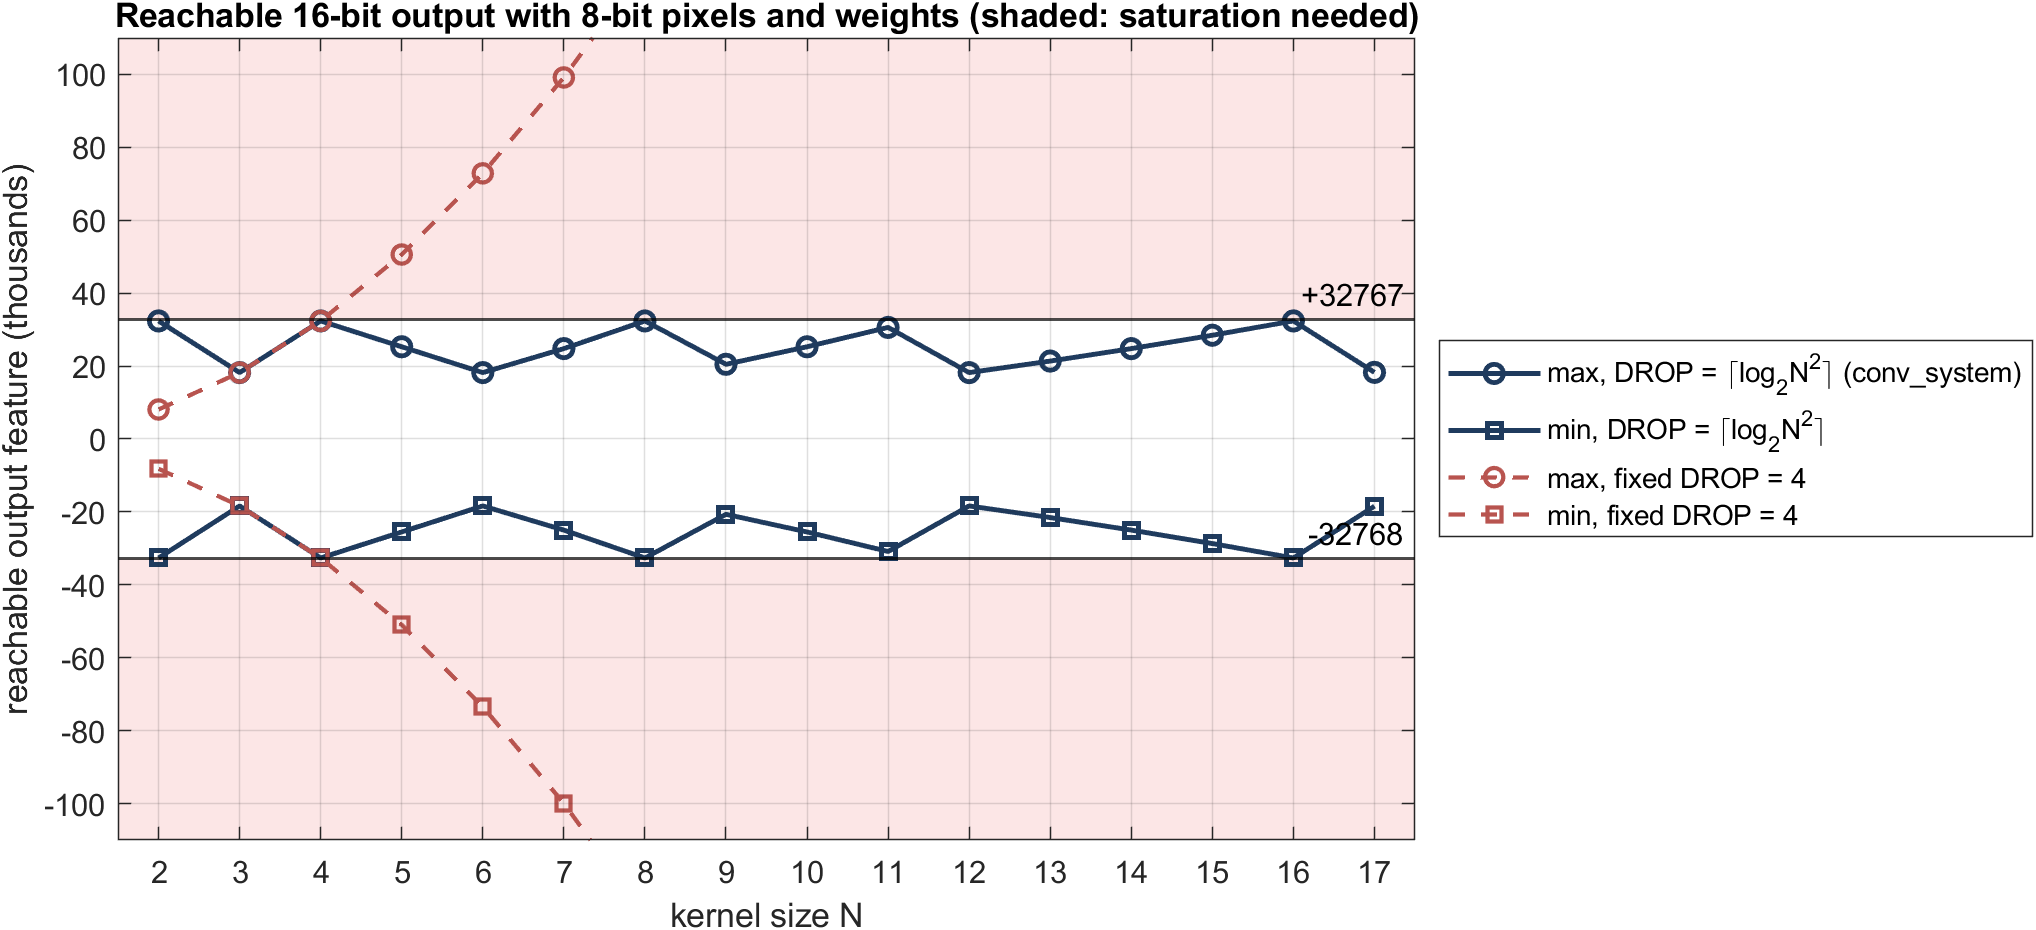 Reachable 16-bit output with 8-bit pixels and weights (shaded: saturation needed)
reachable output feature (thousands)
100
80
60
40
20
0
-20
-40
-60
-80
-100
+32767
-32768
2 3 4 5 6 7 8 9 10 11 12 13 14 15 16 17
kernel size N
max, DROP = ⌈log₂N²⌉ (conv_system)
min, DROP = ⌈log₂N²⌉
max, fixed DROP = 4
min, fixed DROP = 4